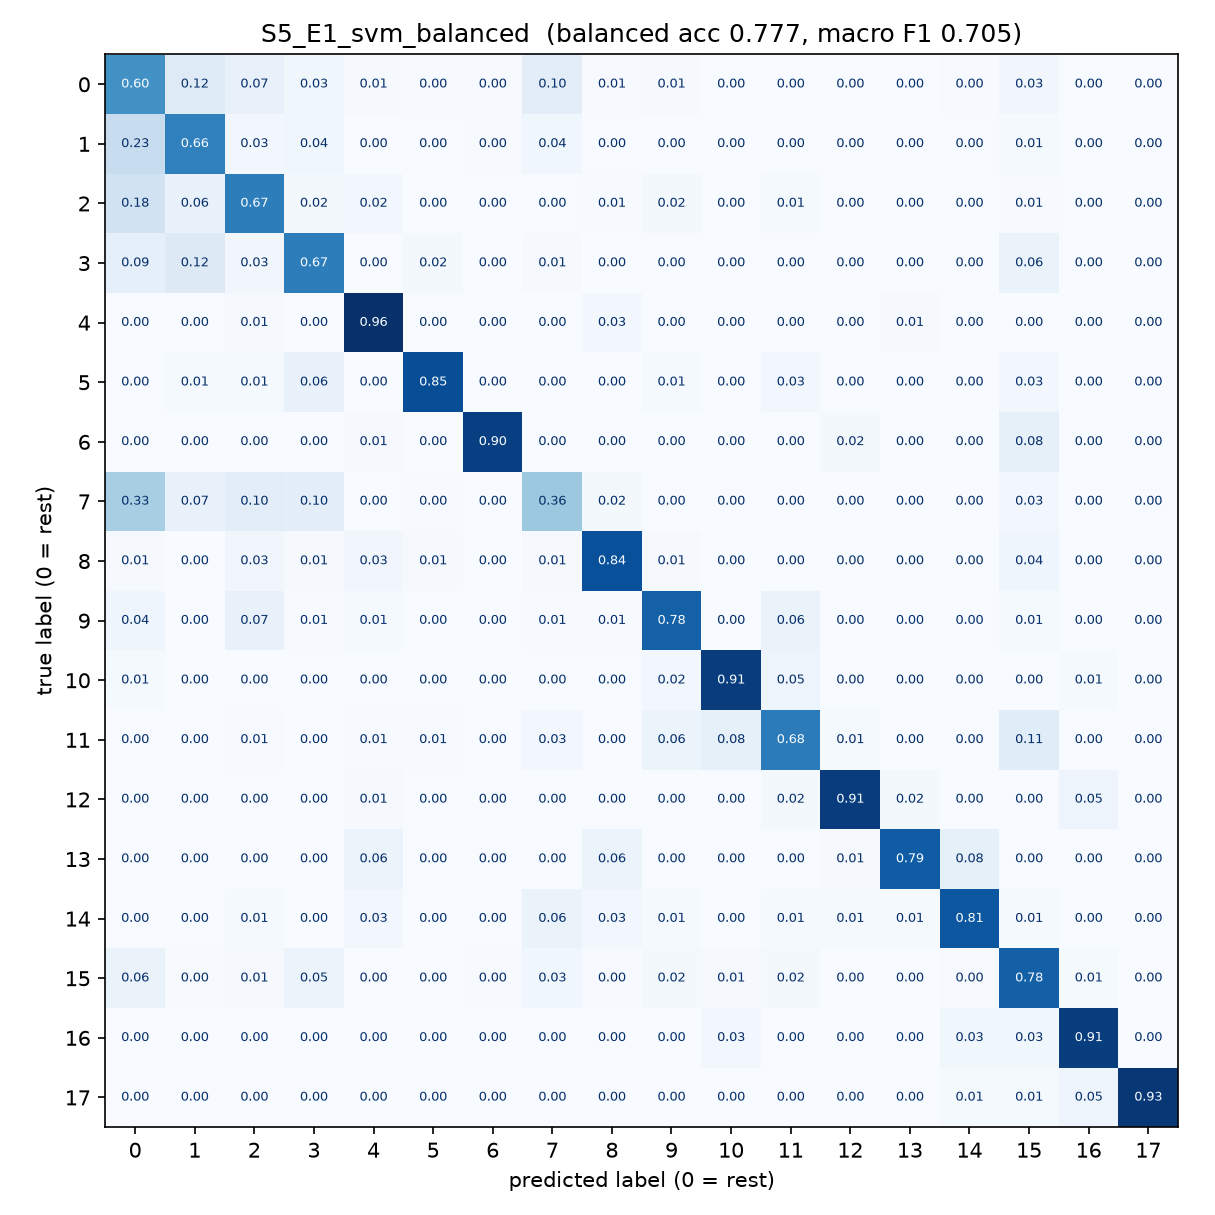 S5_E1_svm_balanced  (balanced acc 0.777, macro F1 0.705)
0 0.60 0.12 0.07 0.03 0.01 0.00 0.00 0.10 0.01 0.01 0.00 0.00 0.00 0.00 0.00 0.03 0.00 0.00
1 0.23 0.66 0.03 0.04 0.00 0.00 0.00 0.04 0.00 0.00 0.00 0.00 0.00 0.00 0.00 0.01 0.00 0.00
2 0.18 0.06 0.67 0.02 0.02 0.00 0.00 0.00 0.01 0.02 0.00 0.01 0.00 0.00 0.00 0.01 0.00 0.00
3 0.09 0.12 0.03 0.67 0.00 0.02 0.00 0.01 0.00 0.00 0.00 0.00 0.00 0.00 0.00 0.06 0.00 0.00
4 0.00 0.00 0.01 0.00 0.96 0.00 0.00 0.00 0.03 0.00 0.00 0.00 0.00 0.01 0.00 0.00 0.00 0.00
5 0.00 0.01 0.01 0.06 0.00 0.85 0.00 0.00 0.00 0.01 0.00 0.03 0.00 0.00 0.00 0.03 0.00 0.00
6 0.00 0.00 0.00 0.00 0.01 0.00 0.90 0.00 0.00 0.00 0.00 0.00 0.02 0.00 0.00 0.08 0.00 0.00
7 0.33 0.07 0.10 0.10 0.00 0.00 0.00 0.36 0.02 0.00 0.00 0.00 0.00 0.00 0.00 0.03 0.00 0.00
8 0.01 0.00 0.03 0.01 0.03 0.01 0.00 0.01 0.84 0.01 0.00 0.00 0.00 0.00 0.00 0.04 0.00 0.00
9 0.04 0.00 0.07 0.01 0.01 0.00 0.00 0.01 0.01 0.78 0.00 0.06 0.00 0.00 0.00 0.01 0.00 0.00
10 0.01 0.00 0.00 0.00 0.00 0.00 0.00 0.00 0.00 0.02 0.91 0.05 0.00 0.00 0.00 0.00 0.01 0.00
11 0.00 0.00 0.01 0.00 0.01 0.01 0.00 0.03 0.00 0.06 0.08 0.68 0.01 0.00 0.00 0.11 0.00 0.00
12 0.00 0.00 0.00 0.00 0.01 0.00 0.00 0.00 0.00 0.00 0.00 0.02 0.91 0.02 0.00 0.00 0.05 0.00
13 0.00 0.00 0.00 0.00 0.06 0.00 0.00 0.00 0.06 0.00 0.00 0.00 0.01 0.79 0.08 0.00 0.00 0.00
14 0.00 0.00 0.01 0.00 0.03 0.00 0.00 0.06 0.03 0.01 0.00 0.01 0.01 0.01 0.81 0.01 0.00 0.00
15 0.06 0.00 0.01 0.05 0.00 0.00 0.00 0.03 0.00 0.02 0.01 0.02 0.00 0.00 0.00 0.78 0.01 0.00
16 0.00 0.00 0.00 0.00 0.00 0.00 0.00 0.00 0.00 0.00 0.03 0.00 0.00 0.00 0.03 0.03 0.91 0.00
17 0.00 0.00 0.00 0.00 0.00 0.00 0.00 0.00 0.00 0.00 0.00 0.00 0.00 0.00 0.01 0.01 0.05 0.93
0 1 2 3 4 5 6 7 8 9 10 11 12 13 14 15 16 17
predicted label (0 = rest)
true label (0 = rest)